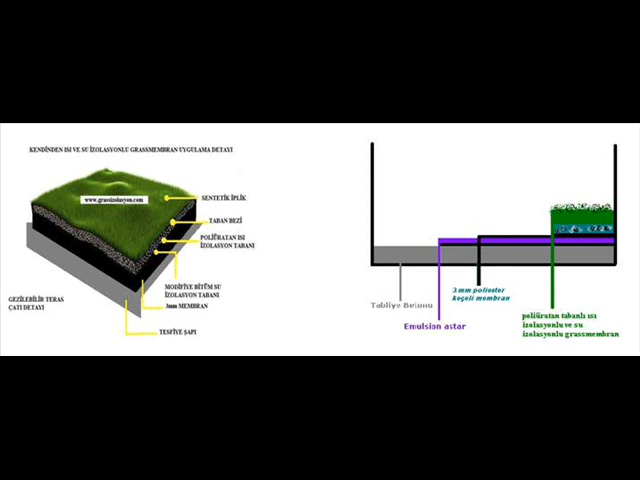 KENDİNDEN ISI VE SU İZOLASYONLU GRASSMEMBRAN UYGULAMA DETAYI
www.grassizolasyon.com
SENTETİK İPLİK
TABAN BEZİ
POLİÜRATAN ISI
İZOLASYON TABANI
MODİFİYE BİTÜM SU
İZOLASYON TABANI
3mm MEMBRAN
TESFİYE ŞAPI
GEZİLEBİLİR TERAS
ÇATI DETAYI
Tabliye Betonu
Emulsion astar
3 mm poliester
keçeli membran
poliüratan tabanlı ısı
izolasyonlu ve su
izolasyonlu grassmembran